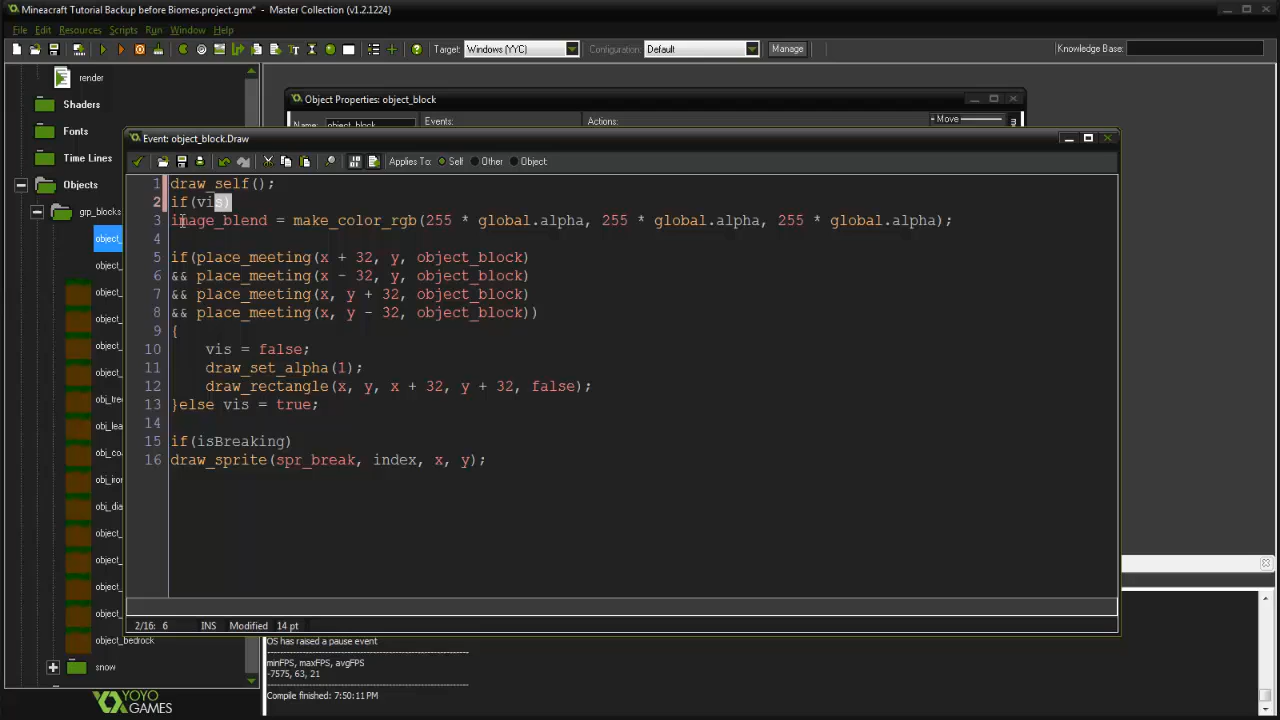 Mineacraft Tutorial Backup before Biomes.project.gmx* - Master Collection (v1.2.1224)
File Edit Resources Scripts Run Window Help
Target: Windows (YYC) Configuration: Default Manage Knowledge Base:
render
Shaders
Fonts
Time Lines
Objects
grp_blocks
object_
object_
object_
object_
object_
object_
obj_tre
obj_lea
obj_co
obj_iro
obj_dia
object_
object_
object_
object_
object_bedrock
snow
YOYO
GAMES
Object Properties: object_block
Name: object_block Events: Actions: Move
Event: object_block.Draw
Applies To: Self Other Object
1 draw_self();
2 if(vis)
3 image_blend = make_color_rgb(255 * global.alpha, 255 * global.alpha, 255 * global.alpha);
4
5 if(place_meeting(x + 32, y, object_block)
6 && place_meeting(x - 32, y, object_block)
7 && place_meeting(x, y + 32, object_block)
8 && place_meeting(x, y - 32, object_block))
9 {
10 vis = false;
11 draw_set_alpha(1);
12 draw_rectangle(x, y, x + 32, y + 32, false);
13 }else vis = true;
14
15 if(isBreaking)
16 draw_sprite(spr_break, index, x, y);
2/16: 6 INS Modified 14 pt
OS has raised a pause event
minFPS, maxFPS, avgFPS
-7575, 63, 21
Compile finished: 7:50:11 PM